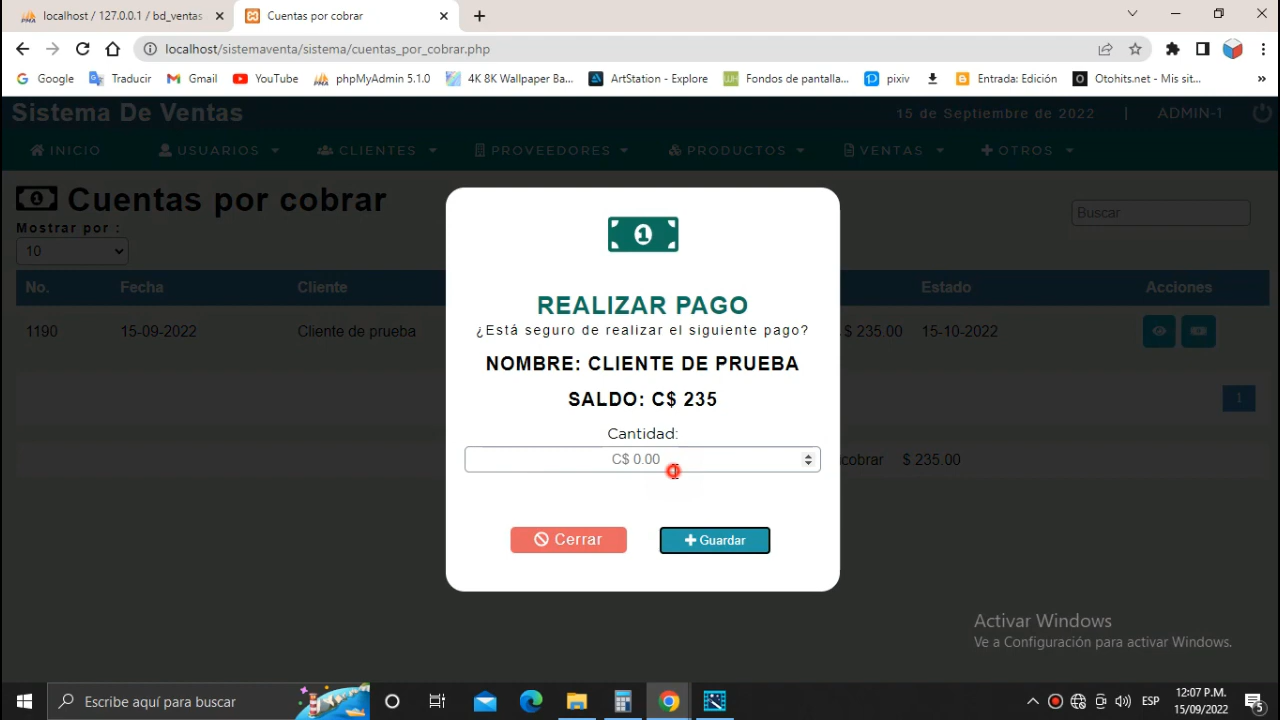 localhost / 127.0.0.1 / bd_ventas
Cuentas por cobrar
localhost/sistemaventa/sistema/cuentas_por_cobrar.php
Google
Traducir
Gmail
YouTube
phpMyAdmin 5.1.0
4K 8K Wallpaper Ba...
ArtStation - Explore
Fondos de pantalla...
pixiv
Entrada: Edición
Otohits.net - Mis sit...
»
Sistema De Ventas
15 de Septiembre de 2022 | ADMIN-1
INICIO
USUARIOS
CLIENTES
PROVEEDORES
PRODUCTOS
VENTAS
OTROS
Cuentas por cobrar
Mostrar por :
10
Buscar
No. Fecha Cliente Estado Acciones
1190 15-09-2022 Cliente de prueba $ 235.00 15-10-2022
1
cobrar $ 235.00
1
REALIZAR PAGO
¿Está seguro de realizar el siguiente pago?
NOMBRE: CLIENTE DE PRUEBA
SALDO: C$ 235
Cantidad:
C$ 0.00
Cerrar
Guardar
Activar Windows
Ve a Configuración para activar Windows.
Escribe aquí para buscar
ESP
12:07 P.M.
15/09/2022
5